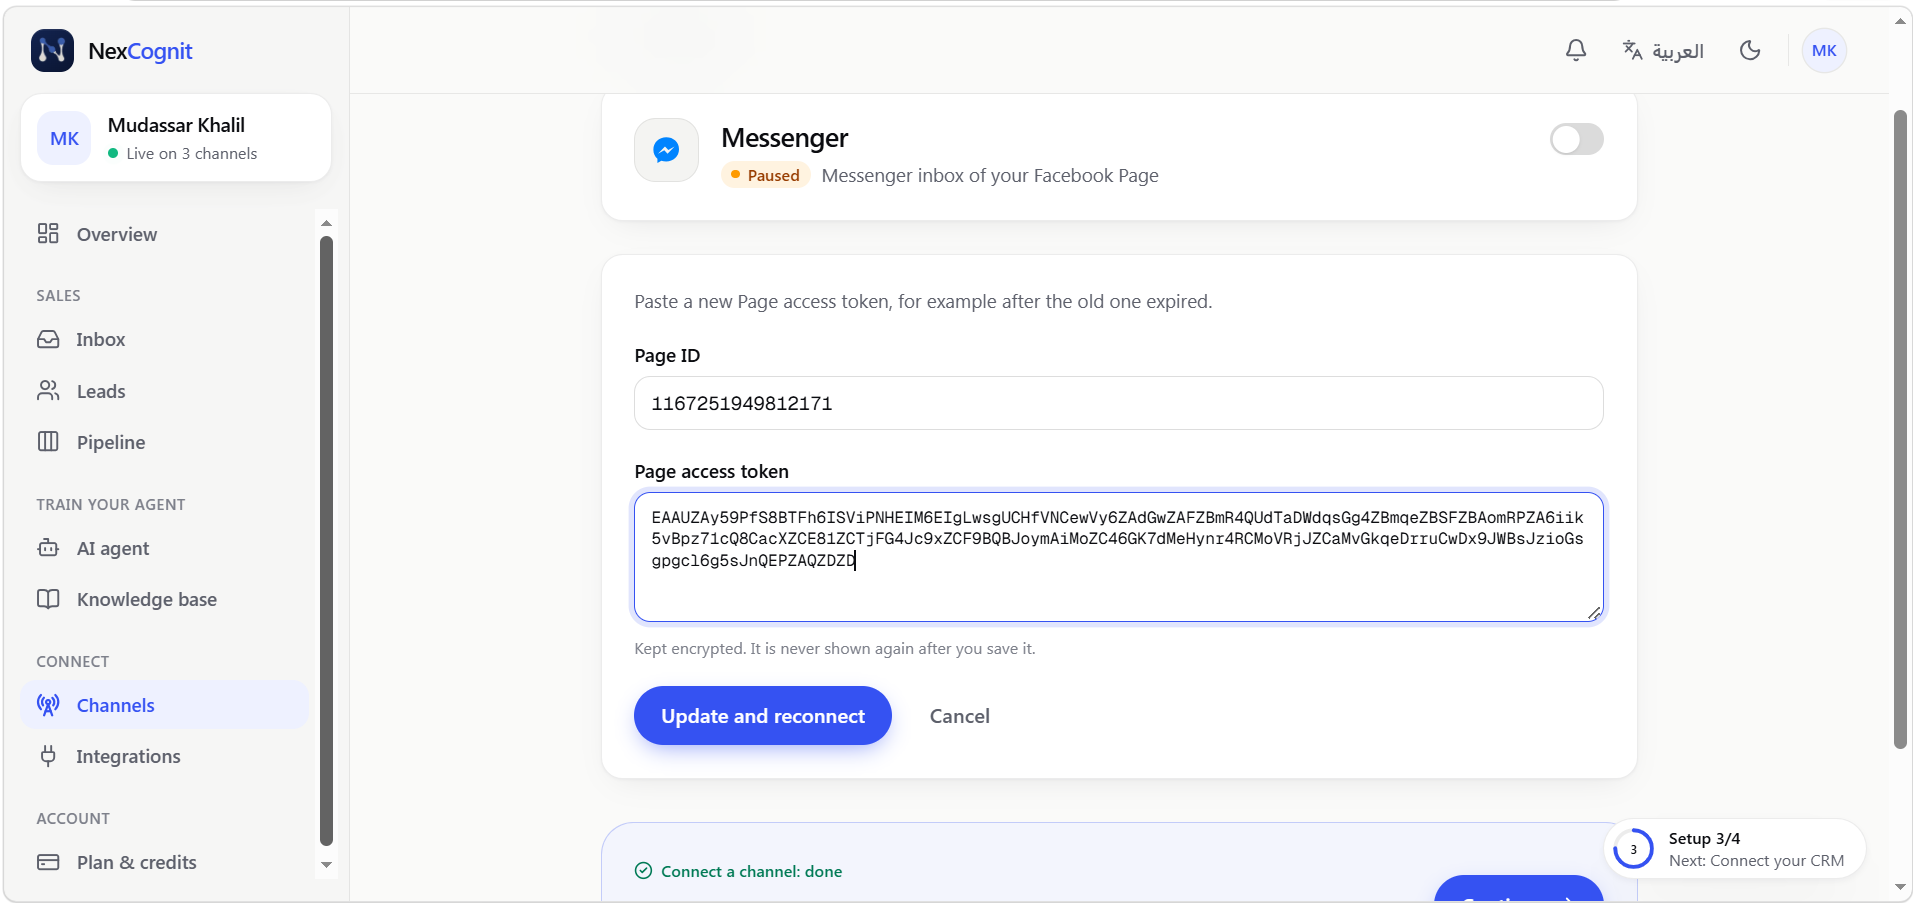 NexCognit
العربية
MK
MK
Mudassar Khalil
Live on 3 channels
Overview
SALES
Inbox
Leads
Pipeline
TRAIN YOUR AGENT
AI agent
Knowledge base
CONNECT
Channels
Integrations
ACCOUNT
Plan & credits
Messenger
Paused
Messenger inbox of your Facebook Page
Paste a new Page access token, for example after the old one expired.
Page ID
1167251949812171
Page access token
EAAUZAy59PfS8BTFh6ISViPNHEIM6EIgLwsgUCHfVNCewVy6ZAdGwZAFZBmR4QUdTaDWdqsGg4ZBmqeZBSFZBAomRPZA6iik
5vBpz71cQ8CacXZCE81ZCTjFG4Jc9xZCF9BQBJoymAiMoZC46GK7dMeHynr4RCMoVRjJZCaMvGkqeDrruCwDx9JWBsJzioGs
gpgcl6g5sJnQEPZAQZDZD
Kept encrypted. It is never shown again after you save it.
Update and reconnect
Cancel
Connect a channel: done
3
Setup 3/4
Next: Connect your CRM